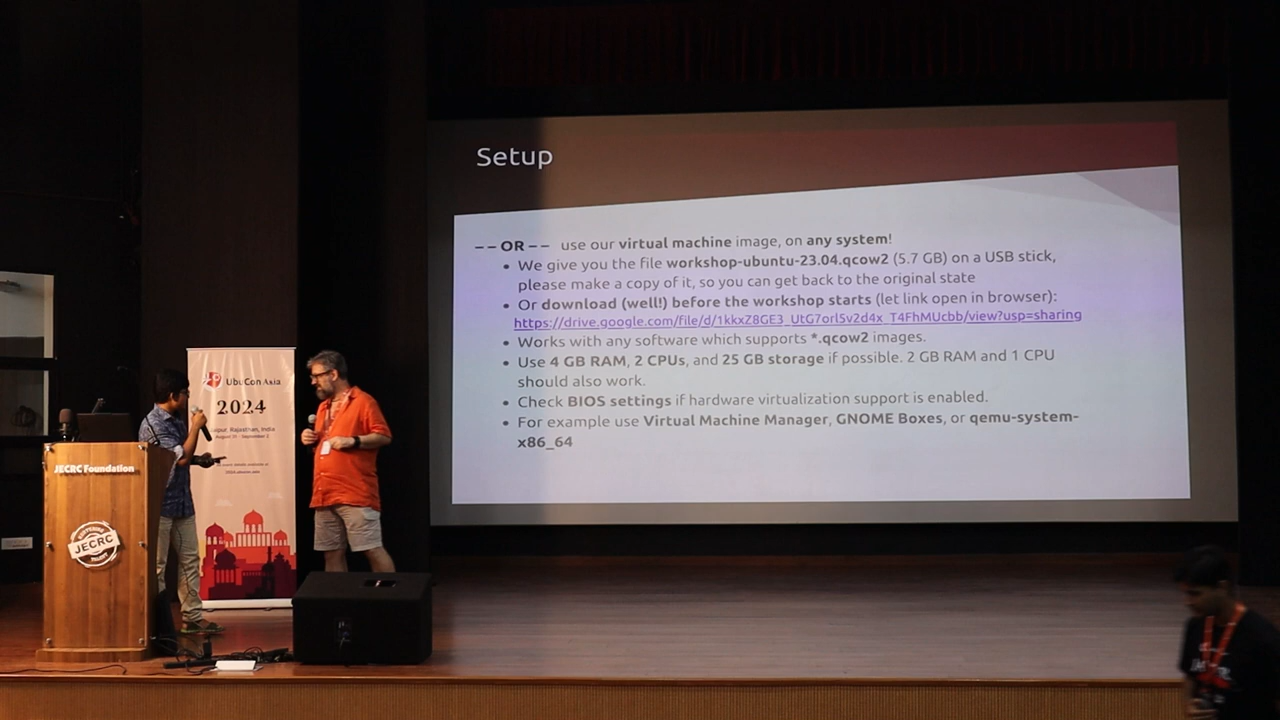 Setup
–– OR –– use our virtual machine image, on any system!
• We give you the file workshop-ubuntu-23.04.qcow2 (5.7 GB) on a USB stick,
please make a copy of it, so you can get back to the original state
• Or download (well!) before the workshop starts (let link open in browser):
https://drive.google.com/file/d/1kkxZ8GE3_UtG7orl5v2d4x_T4FhMUcbb/view?usp=sharing
• Works with any software which supports *.qcow2 images.
• Use 4 GB RAM, 2 CPUs, and 25 GB storage if possible. 2 GB RAM and 1 CPU
should also work.
• Check BIOS settings if hardware virtualization support is enabled.
• For example use Virtual Machine Manager, GNOME Boxes, or qemu-system-
x86_64
UbuCon Asia
2024
Jaipur, Rajasthan, India
August 31 - September 1
JECRC Foundation
JECRC